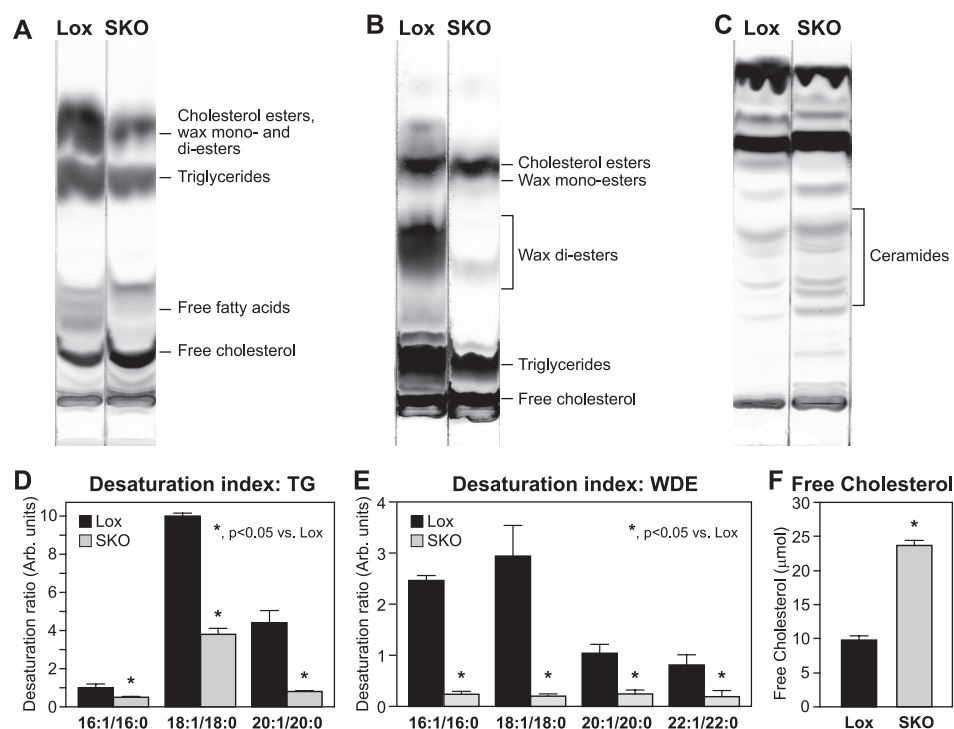 A
Lox SKO
Cholesterol esters,
wax mono- and
di-esters
Triglycerides
Free fatty acids
Free cholesterol
B
Lox SKO
Cholesterol esters
Wax mono-esters
Wax di-esters
Triglycerides
Free cholesterol
C
Lox SKO
Ceramides
D Desaturation index: TG
Desaturation ratio (Arb. units)
10
8
6
4
2
0
Lox
SKO
*, p<0.05 vs. Lox
* * *
16:1/16:0 18:1/18:0 20:1/20:0
E Desaturation index: WDE
Desaturation ratio (Arb. units)
4
3
2
1
0
Lox
SKO
*, p<0.05 vs. Lox
* * * *
16:1/16:0 18:1/18:0 20:1/20:0 22:1/22:0
F Free Cholesterol
Free Cholesterol (μmol)
30
25
20
15
10
5
0
*
Lox SKO